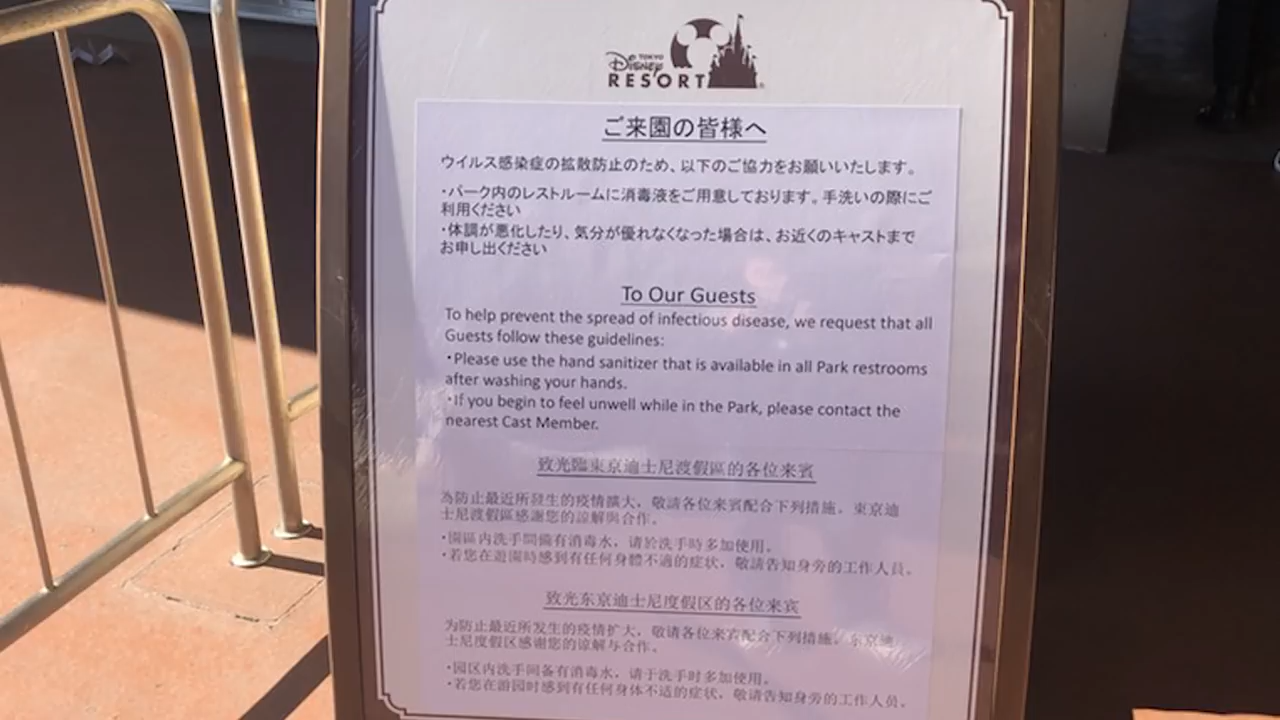 TOKYO
Disney
RESORT
ご来園の皆様へ
ウイルス感染症の拡散防止のため、以下のご協力をお願いいたします。
・パーク内のレストルームに消毒液をご用意しております。手洗いの際にご
利用ください
・体調が悪化したり、気分が優れなくなった場合は、お近くのキャストまで
お申し出ください
To Our Guests
To help prevent the spread of infectious disease, we request that all
Guests follow these guidelines:
・Please use the hand sanitizer that is available in all Park restrooms
after washing your hands.
・If you begin to feel unwell while in the Park, please contact the
nearest Cast Member.
致光臨東京迪士尼渡假區的各位来賓
為防止最近所發生的疫情擴大，敬請各位来賓配合下列措施。東京迪
士尼渡假區感謝您的諒解與合作。
・園區内洗手間備有消毒水，请於洗手時多加使用。
・若您在遊園時感到有任何身體不適的症状，敬請告知身旁的工作人員。
致光东京迪士尼度假区的各位来宾
为防止最近所发生的疫情扩大，敬请各位来宾配合下列措施。东京迪
士尼度假区感谢您的谅解与合作。
・园区内洗手间备有消毒水，请于洗手时多加使用。
・若您在游园时感到有任何身体不适的症状，敬请告知身旁的工作人员。